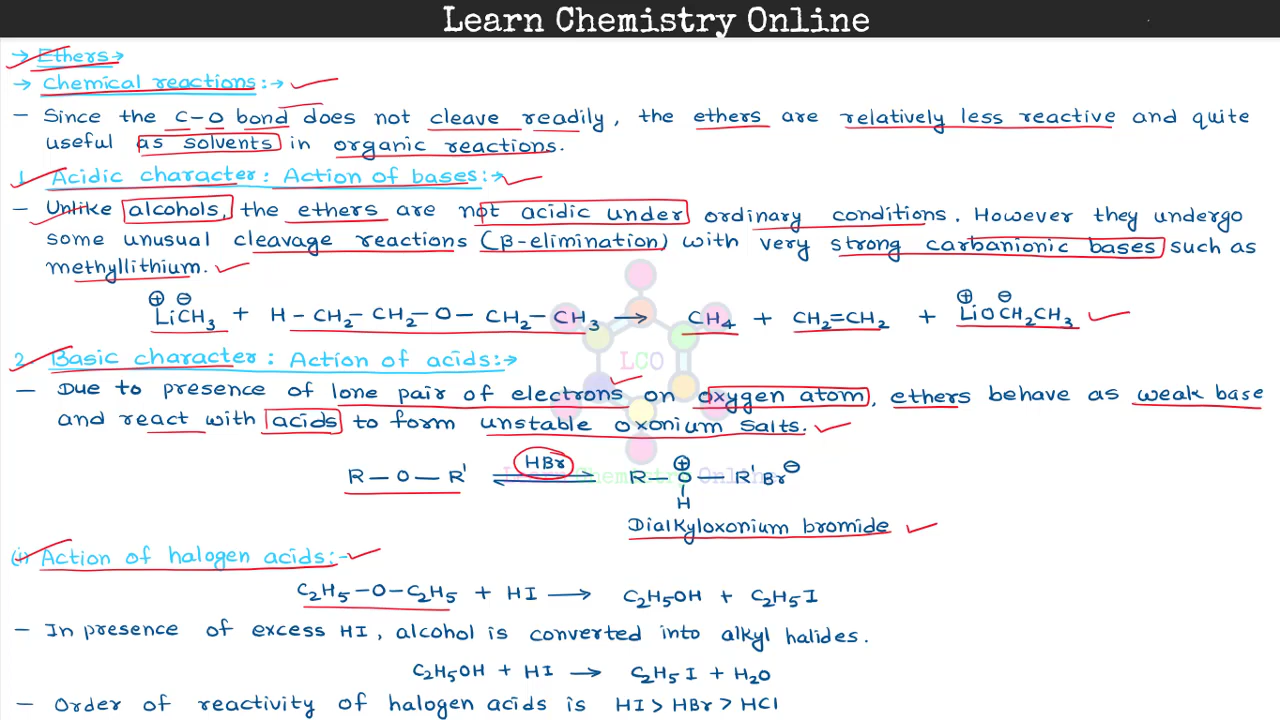 Learn Chemistry Online
→ Ethers→
→ Chemical reactions:→
– Since the C–O bond does not cleave readily, the ethers are relatively less reactive and quite
useful as solvents in organic reactions.
1. Acidic character: Action of bases:→
– Unlike alcohols, the ethers are not acidic under ordinary conditions. However they undergo
some unusual cleavage reactions (β-elimination) with very strong carbanionic bases such as
methyllithium.
⊕ ⊖ ⊕ ⊖
LiCH₃ + H – CH₂– CH₂– O – CH₂ – CH₃ → CH₄ + CH₂=CH₂ + LiOCH₂CH₃
LCO
2. Basic character: Action of acids:→
– Due to presence of lone pair of electrons on oxygen atom, ethers behave as weak base
and react with acids to form unstable oxonium salts.
HBr ⊕
R – O – R' ⇌ R – O – R' Br⊖
Learn Chemistry Online
H
Dialkyloxonium bromide
(i) Action of halogen acids:-
C₂H₅–O–C₂H₅ + HI → C₂H₅OH + C₂H₅I
– In presence of excess HI, alcohol is converted into alkyl halides.
C₂H₅OH + HI → C₂H₅I + H₂O
– Order of reactivity of halogen acids is HI > HBr > HCl